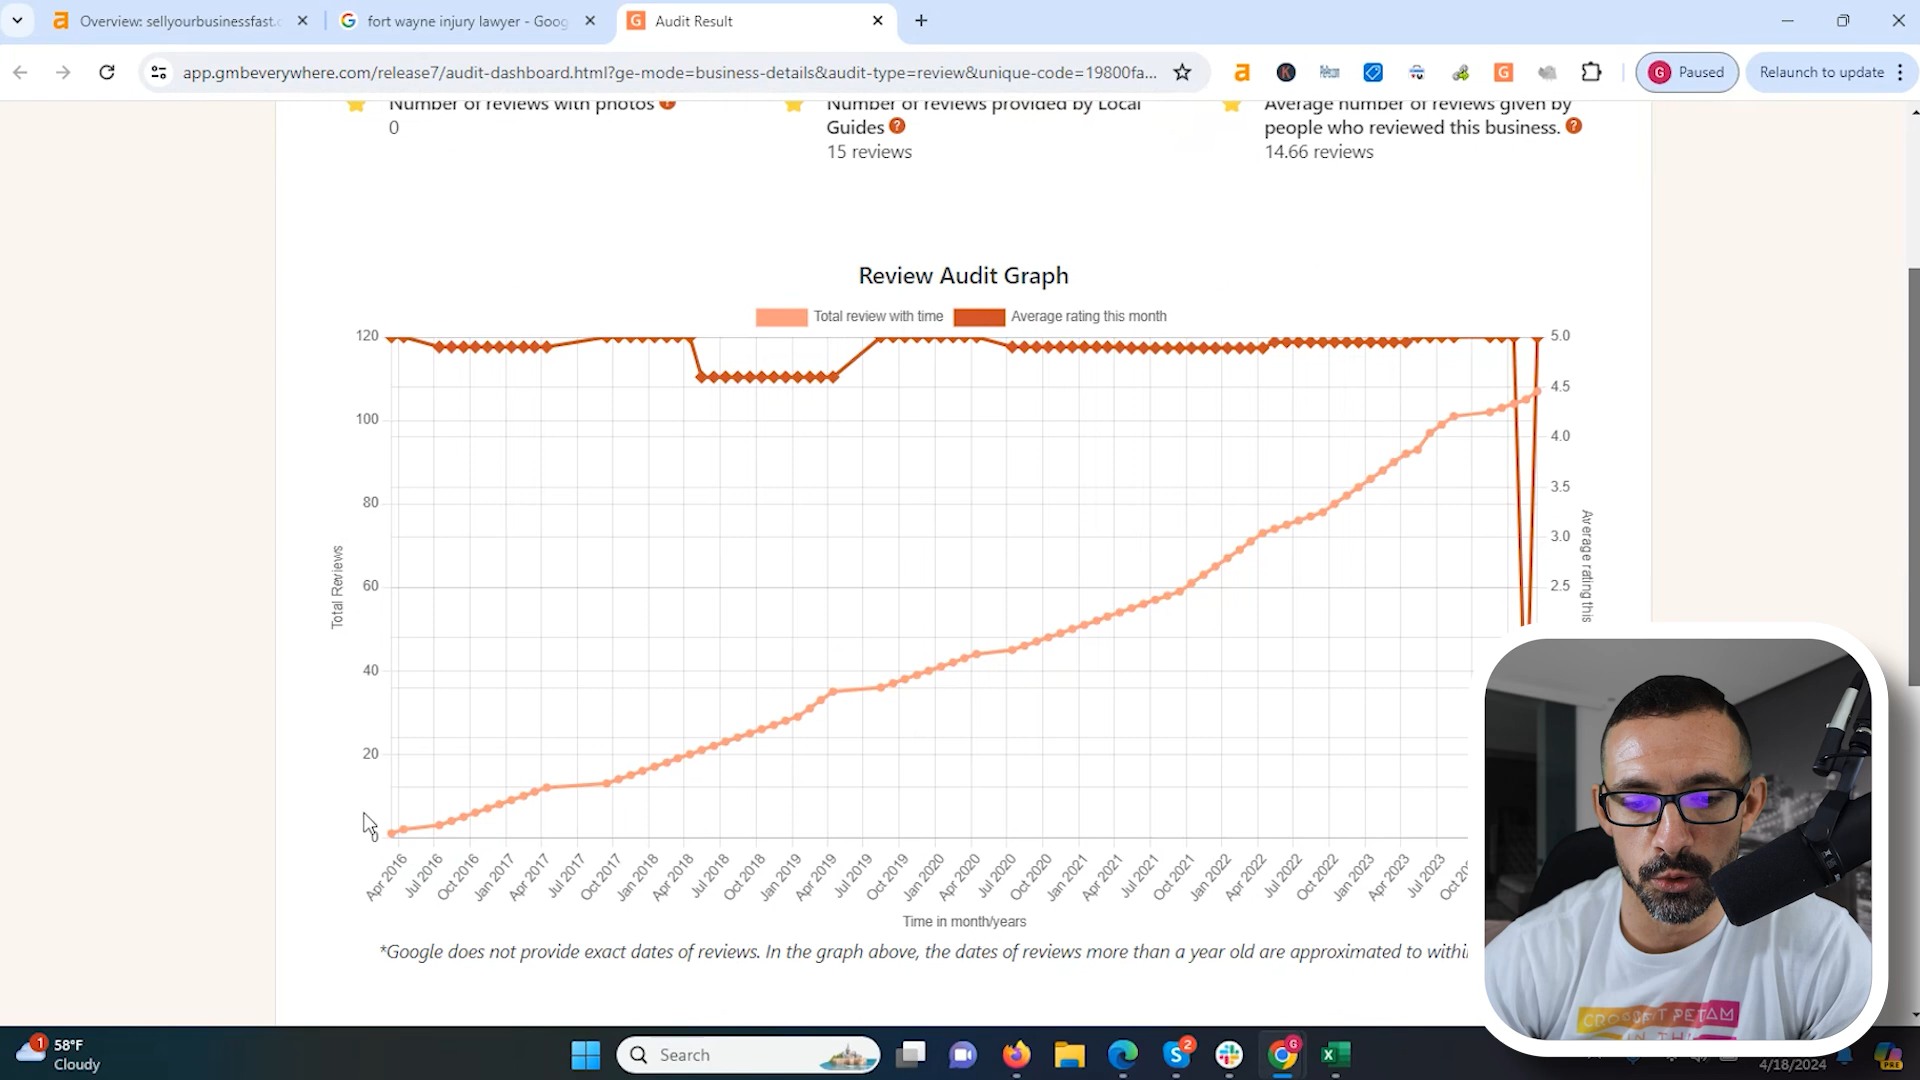 Overview: sellyourbusinessfast.c
fort wayne injury lawyer - Goog
Audit Result
app.gmbeverywhere.com/release7/audit-dashboard.html?ge-mode=business-details&audit-type=review&unique-code=19800fa...
G Paused
Relaunch to update
Number of reviews with photos ?
0
Number of reviews provided by Local
Guides ?
15 reviews
Average number of reviews given by
people who reviewed this business. ?
14.66 reviews
Review Audit Graph
Total review with time
Average rating this month
120
100
80
60
40
20
0
Total Reviews
5.0
4.5
4.0
3.5
3.0
2.5
Average rating this
Apr 2016
Jul 2016
Oct 2016
Jan 2017
Apr 2017
Jul 2017
Oct 2017
Jan 2018
Apr 2018
Jul 2018
Oct 2018
Jan 2019
Apr 2019
Jul 2019
Oct 2019
Jan 2020
Apr 2020
Jul 2020
Oct 2020
Jan 2021
Apr 2021
Jul 2021
Oct 2021
Jan 2022
Apr 2022
Jul 2022
Oct 2022
Jan 2023
Apr 2023
Jul 2023
Time in month/years
*Google does not provide exact dates of reviews. In the graph above, the dates of reviews more than a year old are approximated to withi
1
58°F
Cloudy
Search
2
4/18/2024
PRE